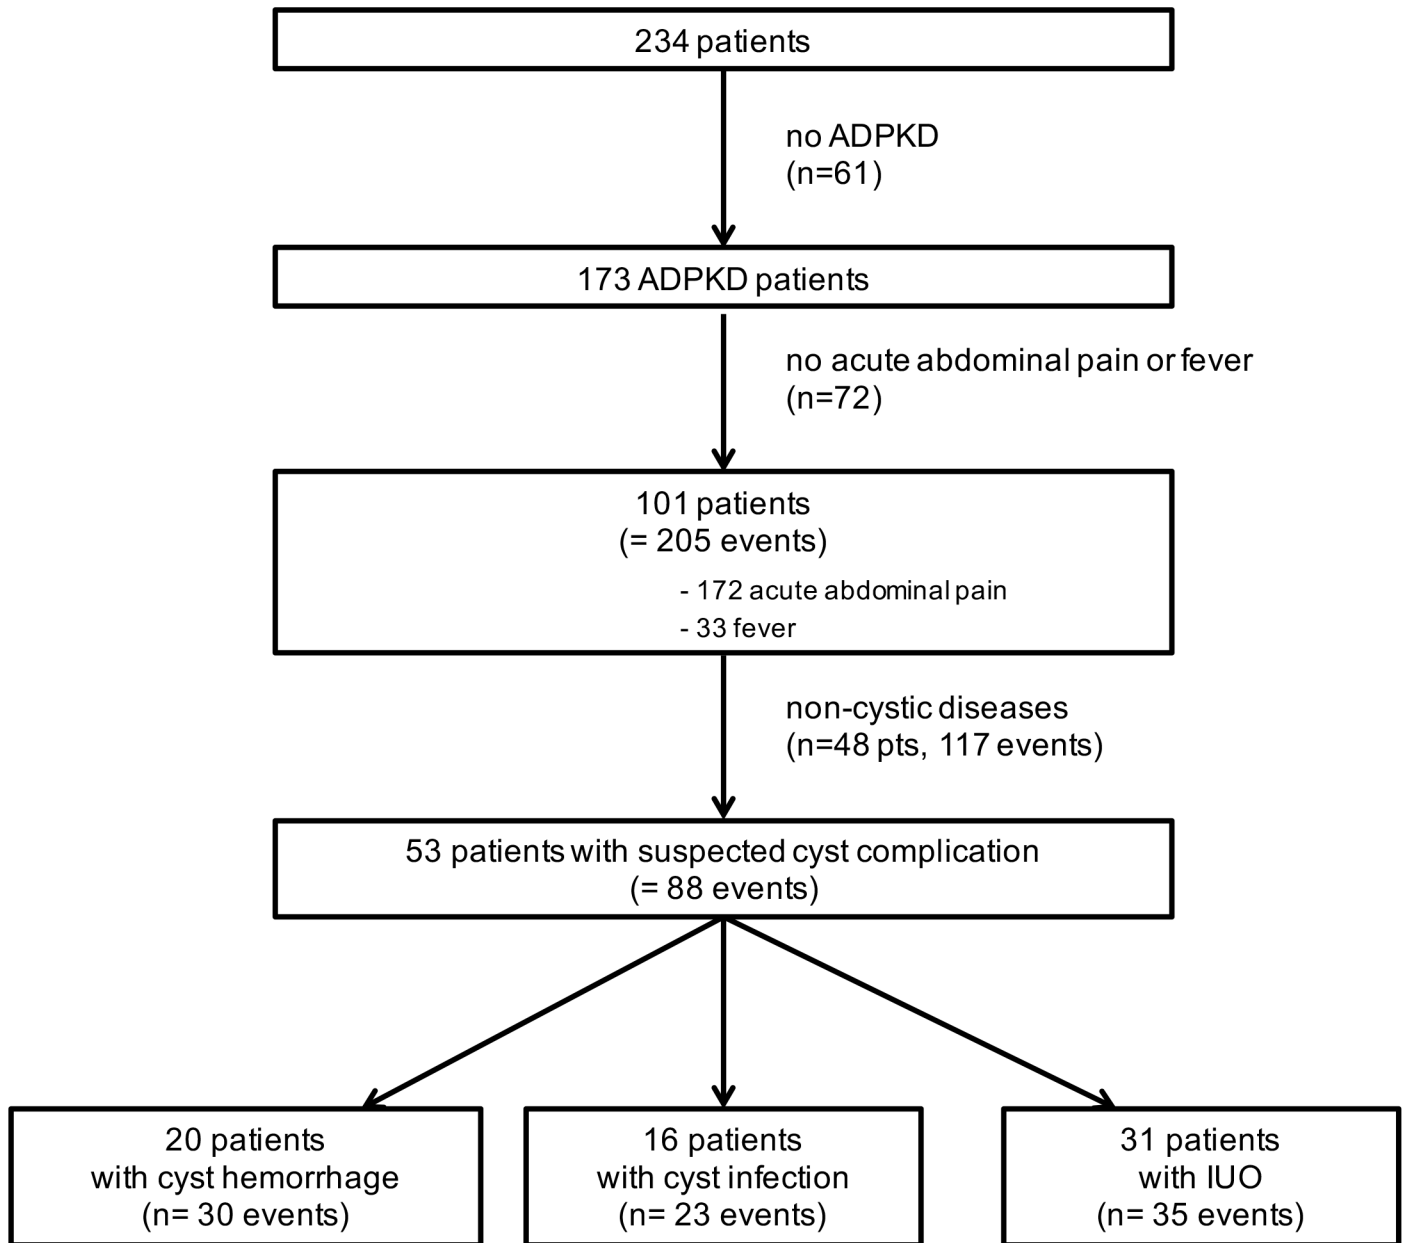 234 patients
no ADPKD
(n=61)
173 ADPKD patients
no acute abdominal pain or fever
(n=72)
101 patients
(= 205 events)
- 172 acute abdominal pain
- 33 fever
non-cystic diseases
(n=48 pts, 117 events)
53 patients with suspected cyst complication
(= 88 events)
20 patients
with cyst hemorrhage
(n= 30 events)
16 patients
with cyst infection
(n= 23 events)
31 patients
with IUO
(n= 35 events)